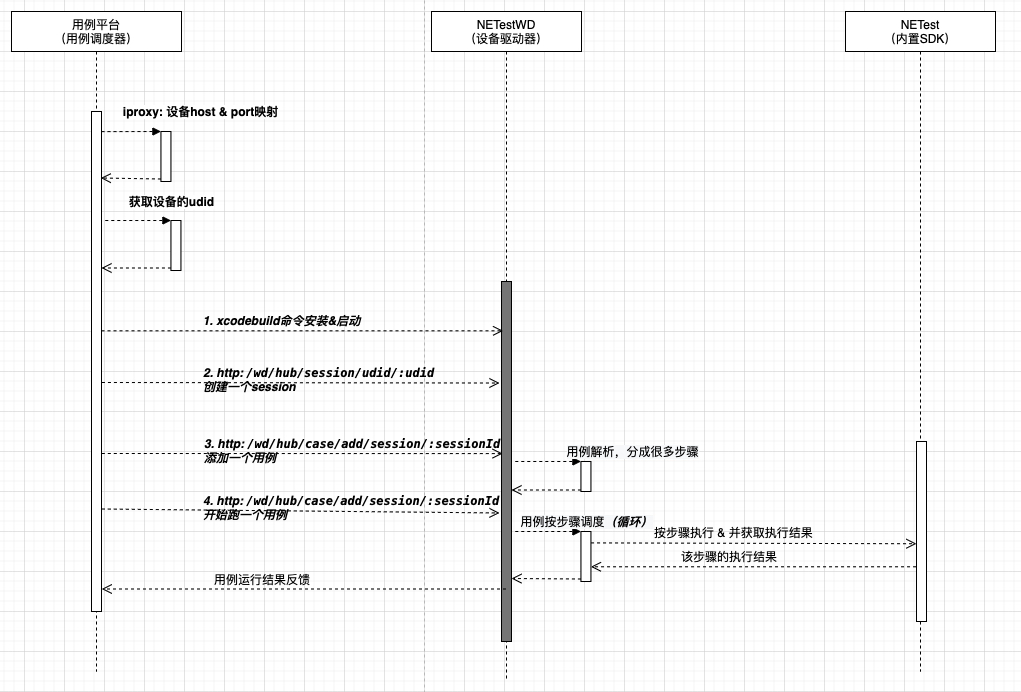 用例平台
（用例调度器）
NETestWD
（设备驱动器）
NETest
（内置SDK）
iproxy: 设备host & port映射
获取设备的udid
1. xcodebuild命令安装&启动
2. http: /wd/hub/session/udid/:udid
创建一个session
3. http: /wd/hub/case/add/session/:sessionId
添加一个用例
用例解析，分成很多步骤
4. http: /wd/hub/case/add/session/:sessionId
开始跑一个用例
用例按步骤调度（循环）
按步骤执行 & 并获取执行结果
该步骤的执行结果
用例运行结果反馈